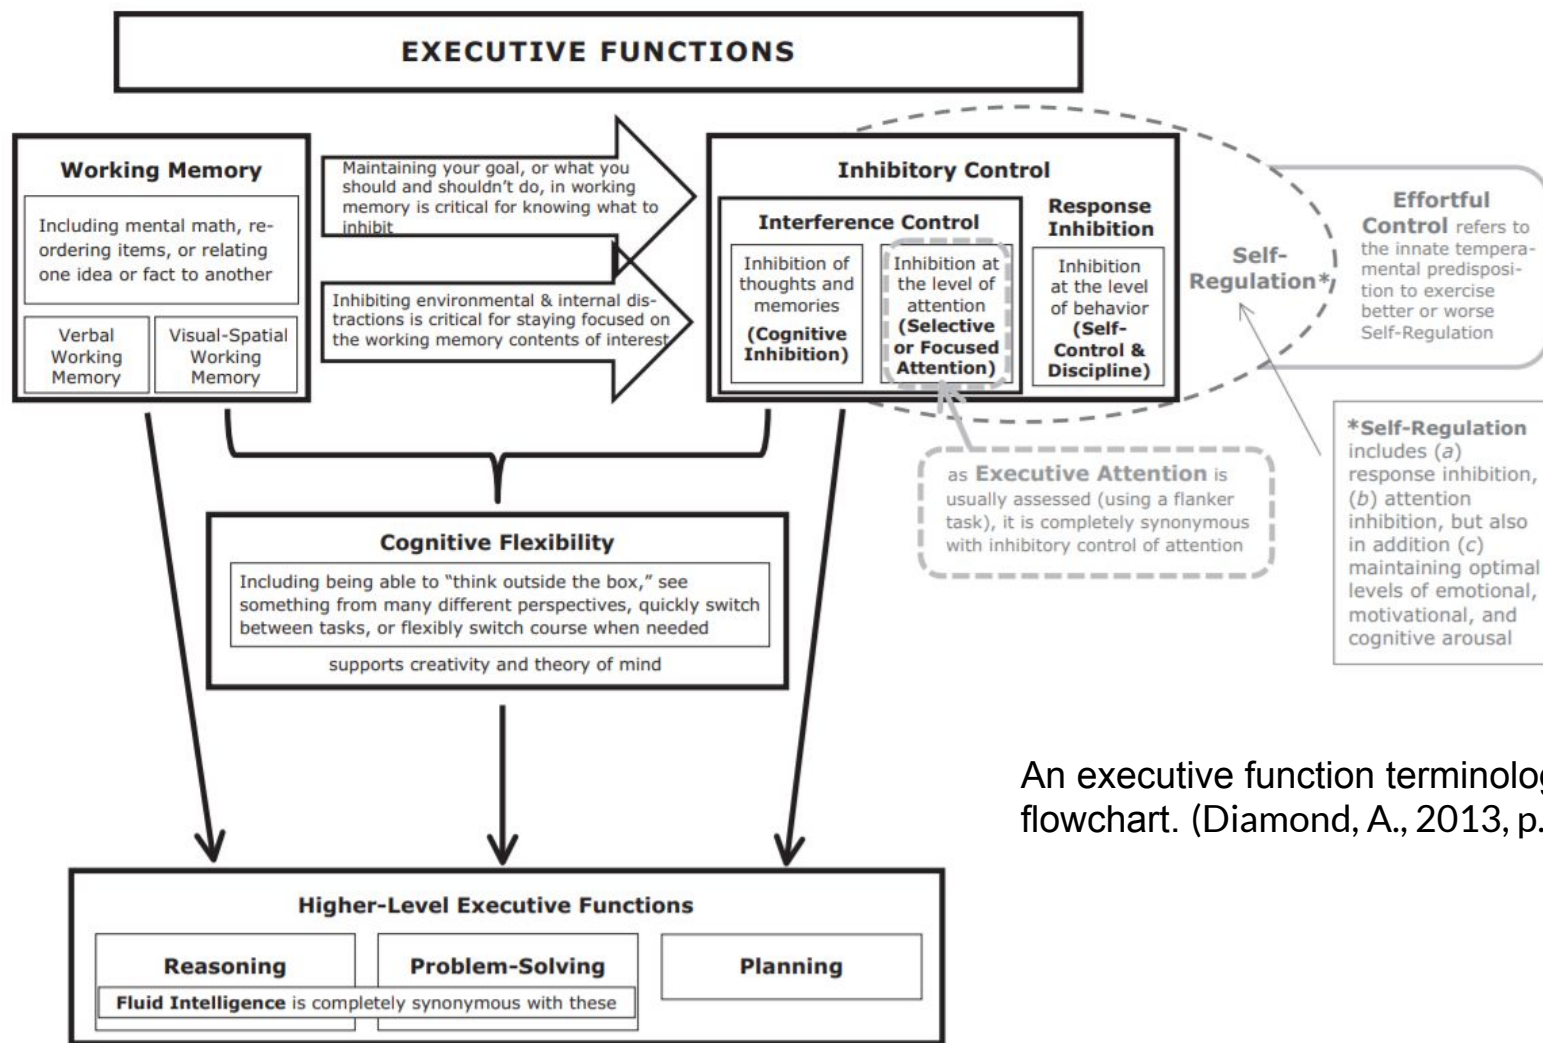 EXECUTIVE FUNCTIONS
Working Memory
Including mental math, re-
ordering items, or relating
one idea or fact to another
Verbal
Working
Memory
Visual-Spatial
Working
Memory
Maintaining your goal, or what you
should and shouldn't do, in working
memory is critical for knowing what to
inhibit
Inhibiting environmental & internal dis-
tractions is critical for staying focused on
the working memory contents of interest
Inhibitory Control
Interference Control
Inhibition of
thoughts and
memories
(Cognitive
Inhibition)
Inhibition at
the level of
attention
(Selective
or Focused
Attention)
Response
Inhibition
Inhibition
at the level
of behavior
(Self-
Control &
Discipline)
Self-
Regulation*
Effortful
Control refers to
the innate tempera-
mental predisposi-
tion to exercise
better or worse
Self-Regulation
*Self-Regulation
includes (a)
response inhibition,
(b) attention
inhibition, but also
in addition (c)
maintaining optimal
levels of emotional,
motivational, and
cognitive arousal
as Executive Attention is
usually assessed (using a flanker
task), it is completely synonymous
with inhibitory control of attention
Cognitive Flexibility
Including being able to “think outside the box,” see
something from many different perspectives, quickly switch
between tasks, or flexibly switch course when needed
supports creativity and theory of mind
An executive function
flowchart. (Diamond, A., 2013, p.
Higher-Level Executive Functions
Reasoning
Problem-Solving
Planning
Fluid Intelligence is completely synonymous with these